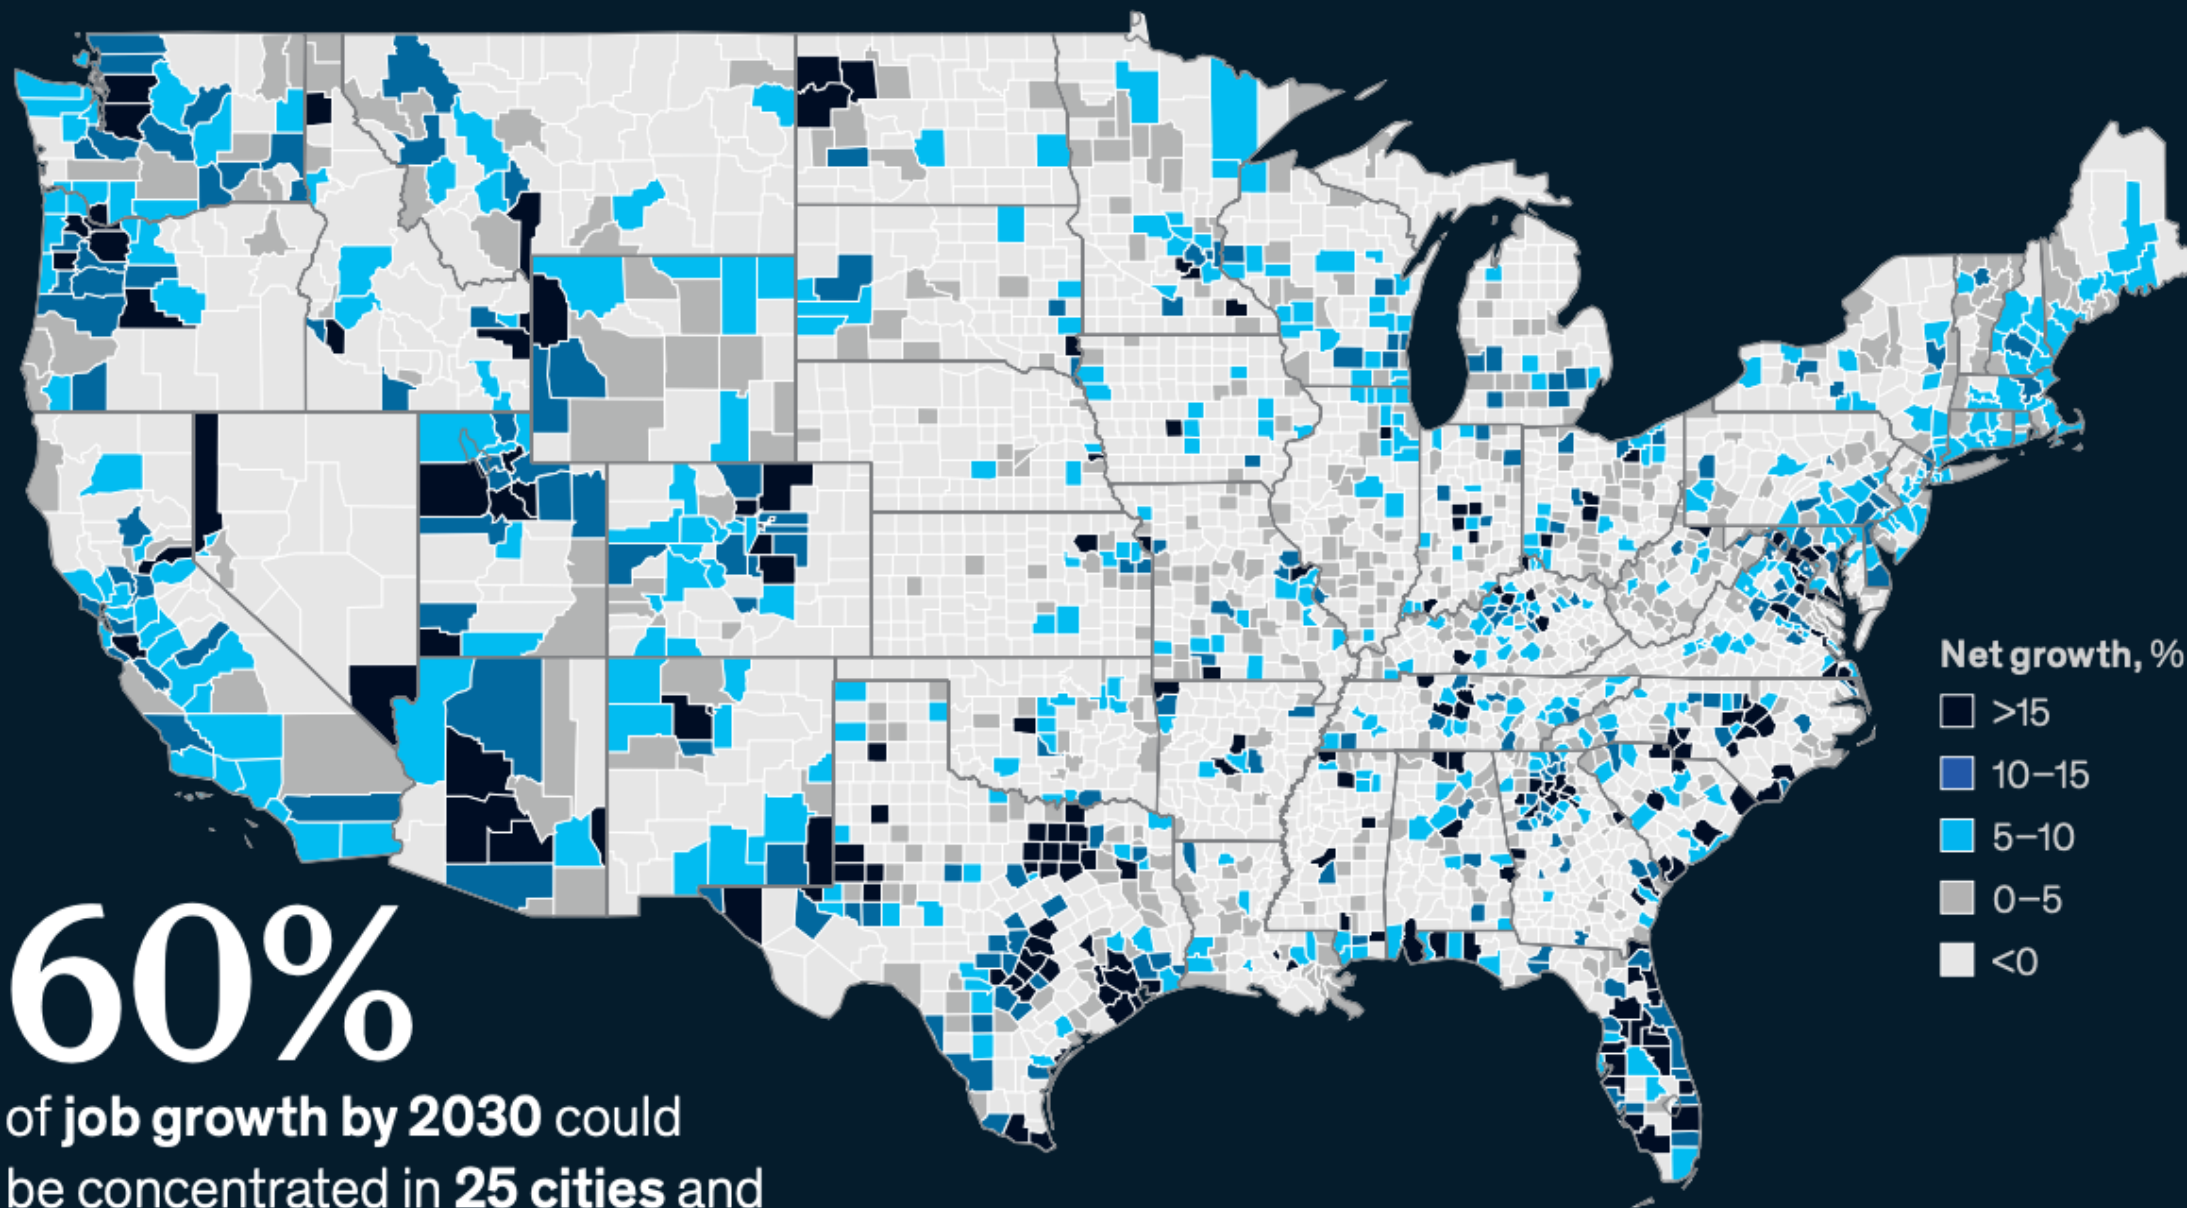 Net growth, %
>15
10–15
5–10
0–5
<0
60%
of job growth by 2030 could
be concentrated in 25 cities and